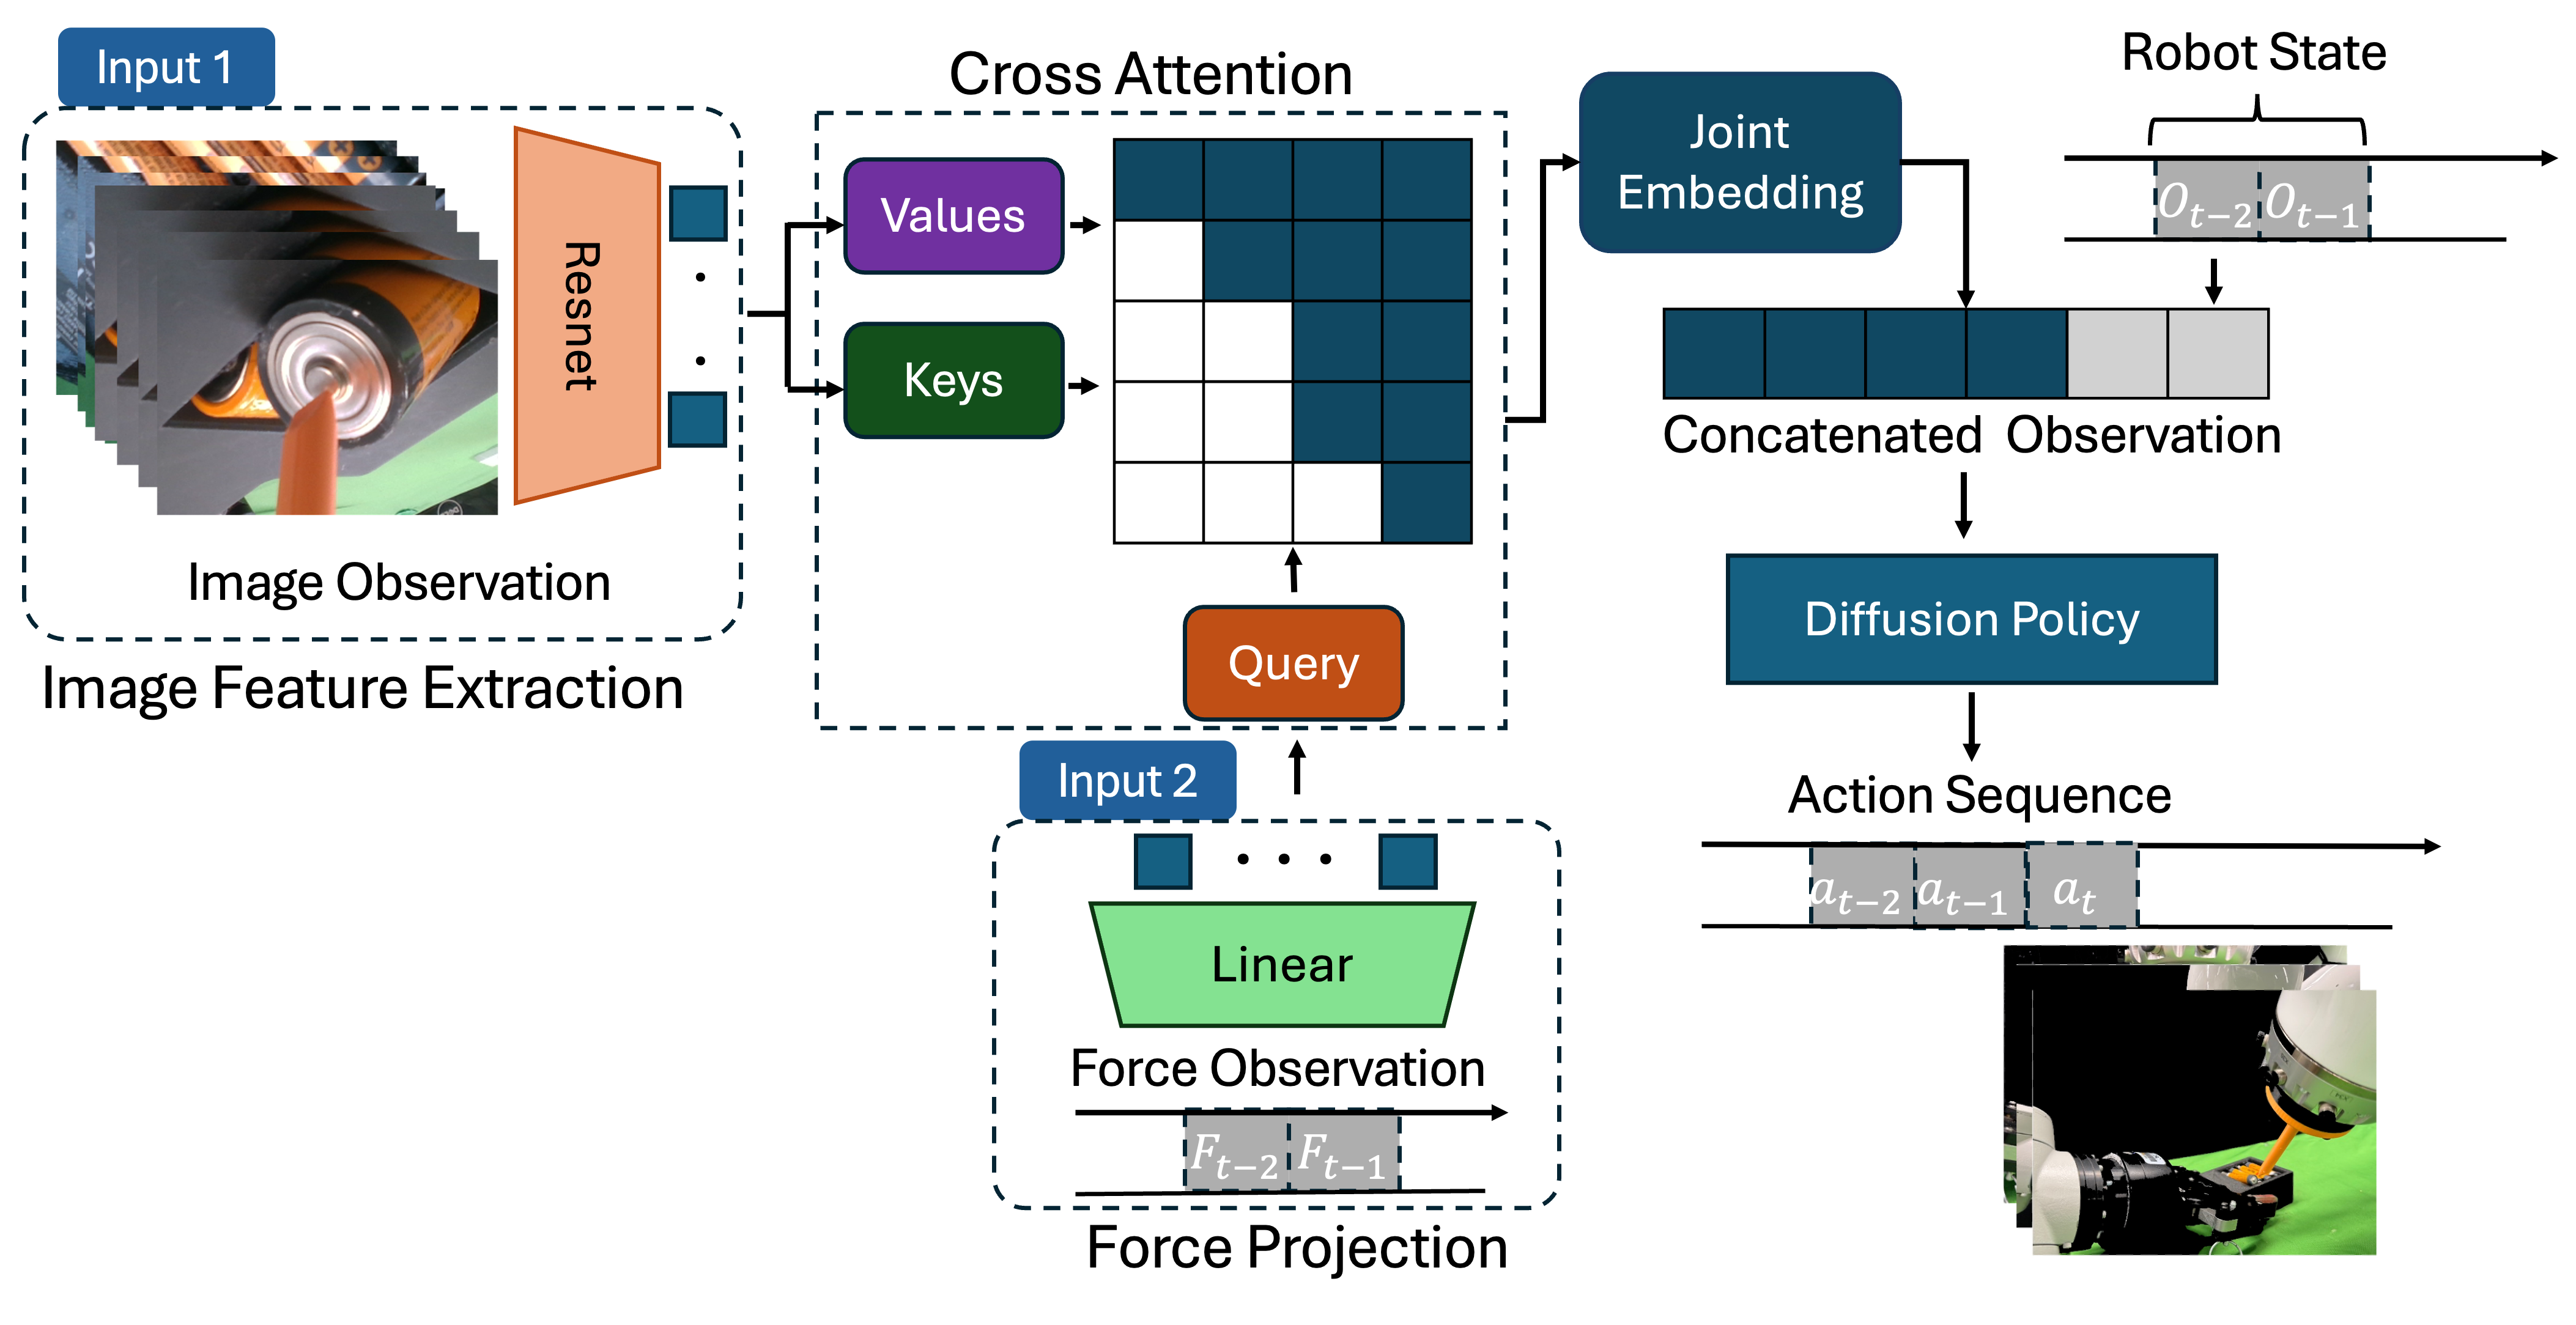 Input 1
Resnet
Image Observation
Image Feature Extraction
Cross Attention
Values
Keys
Query
Input 2
Linear
Force Observation
F_{t-2} F_{t-1}
Force Projection
Joint
Embedding
Robot State
O_{t-2} O_{t-1}
Concatenated Observation
Diffusion Policy
Action Sequence
a_{t-2} a_{t-1} a_t